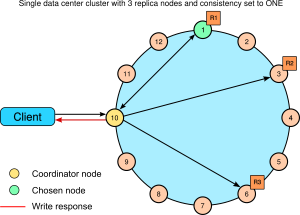 Single data center cluster with 3 replica nodes and consistency set to ONE
R1
1
12
2
R2
11
3
Client
10
4
9
5
R3
8
6
7
Coordinator node
Chosen node
Write response